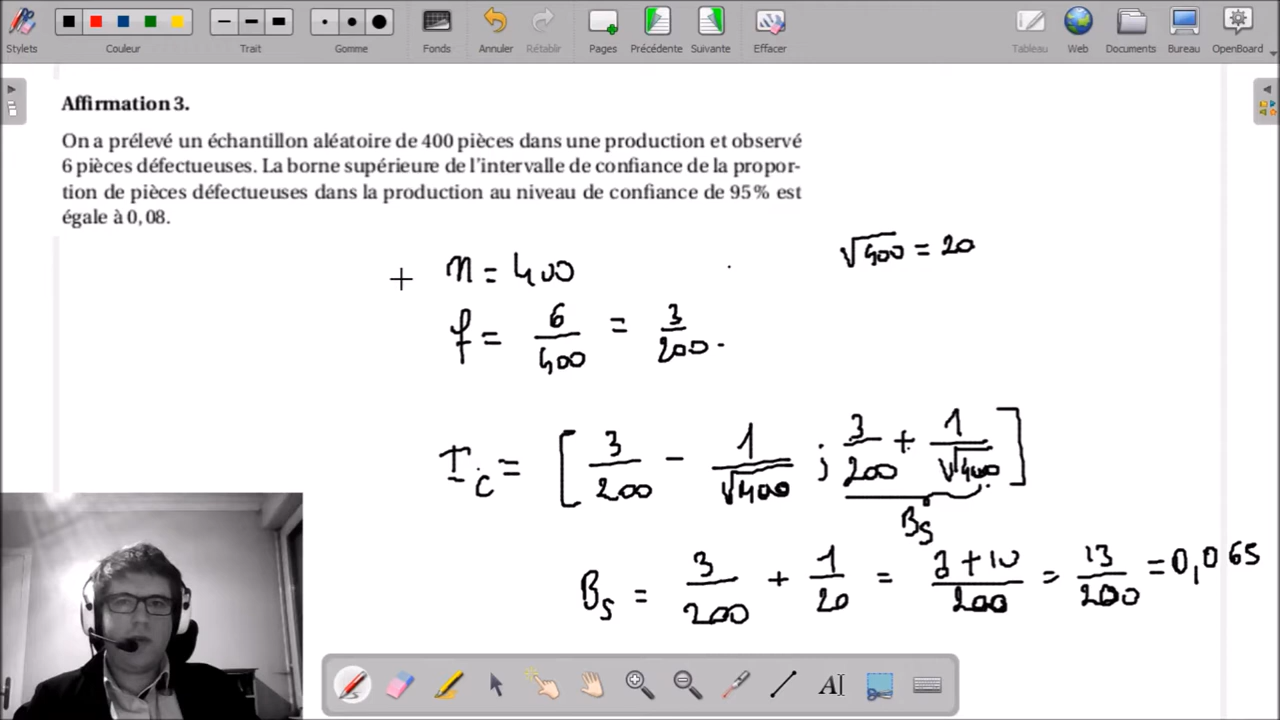 Stylets Couleur Trait Gomme Fonds Annuler Rétablir Pages Précédente Suivante Effacer Tableau Web Documents Bureau OpenBoard
Affirmation 3.
On a prélevé un échantillon aléatoire de 400 pièces dans une production et observé
6 pièces défectueuses. La borne supérieure de l'intervalle de confiance de la propor-
tion de pièces défectueuses dans la production au niveau de confiance de 95% est
égale à 0,08.
√400 = 20
n = 400
f = 6/400 = 3/200.
Ic = [3/200 - 1/√400 ; 3/200 + 1/√400]
Bs
Bs = 3/200 + 1/20 = 3+10/200 = 13/200 = 0,065
AI